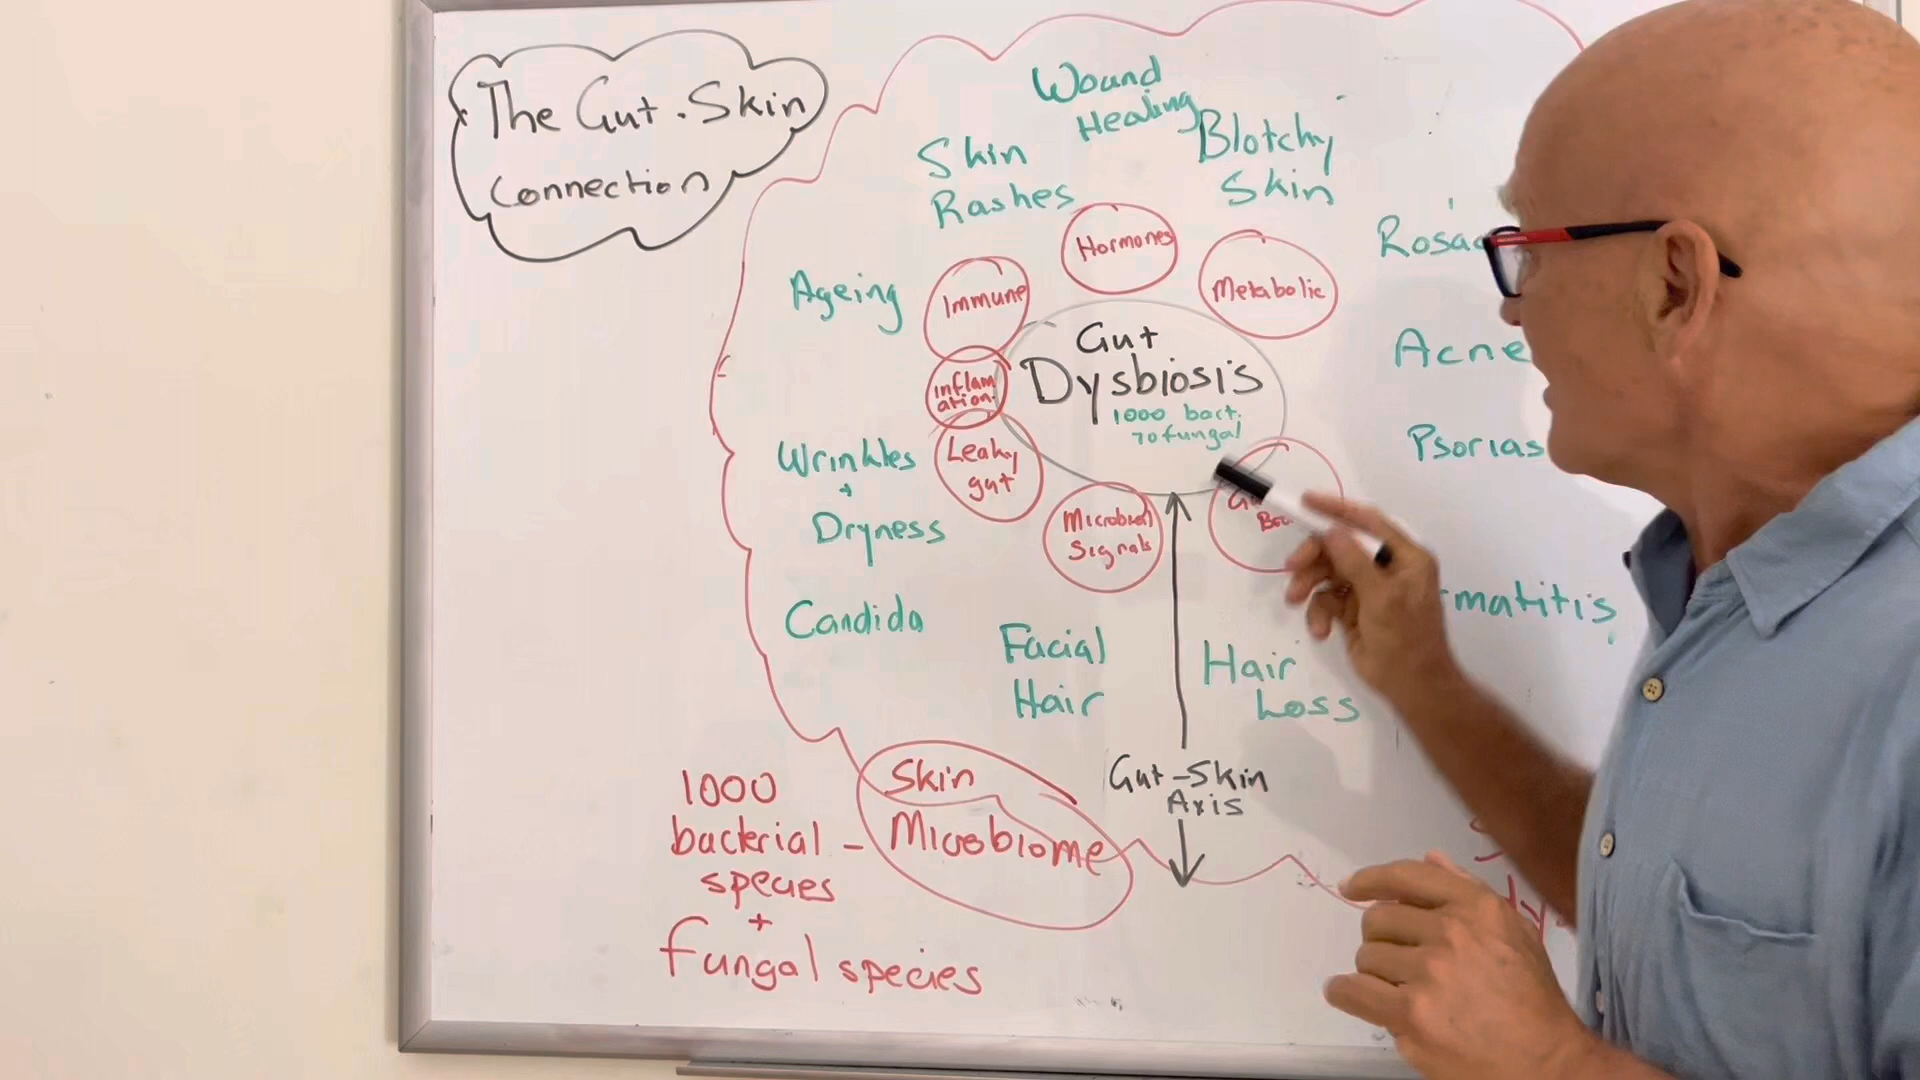 The Gut. Skin
Connection
Wound
Healing
Blotchy
Skin
Skin
Rashes
Hormones
Metabolic
Immune
Ageing
Gut
Dysbiosis
1000 bact.
70 fungal
Inflam
ation.
Leaky
gut
Wrinkles
+
Dryness
Candida
Microbial
Signals
Acne
Facial
Hair
Hair
Loss
Gut-Skin
Axis
Skin
Microbiome
1000
bacterial -
species
+
fungal species